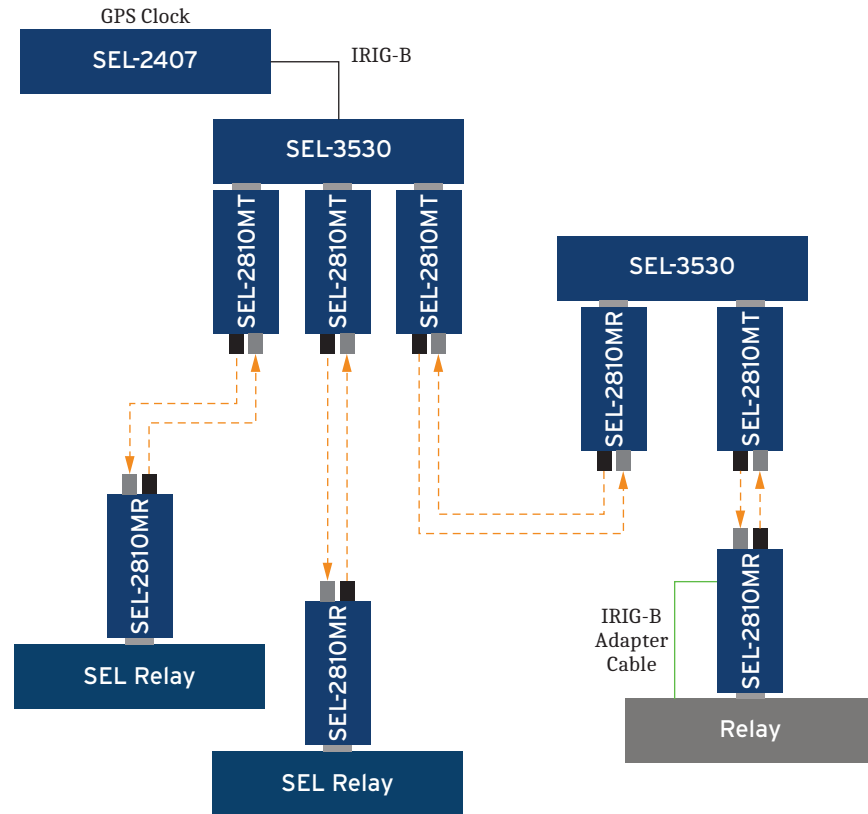 GPS Clock
SEL-2407
IRIG-B
SEL-3530
SEL-2810MT
SEL-2810MT
SEL-2810MT
SEL-3530
SEL-2810MR
SEL-2810MT
SEL-2810MR
SEL Relay
SEL-2810MR
SEL Relay
IRIG-B
Adapter
Cable
SEL-2810MR
Relay